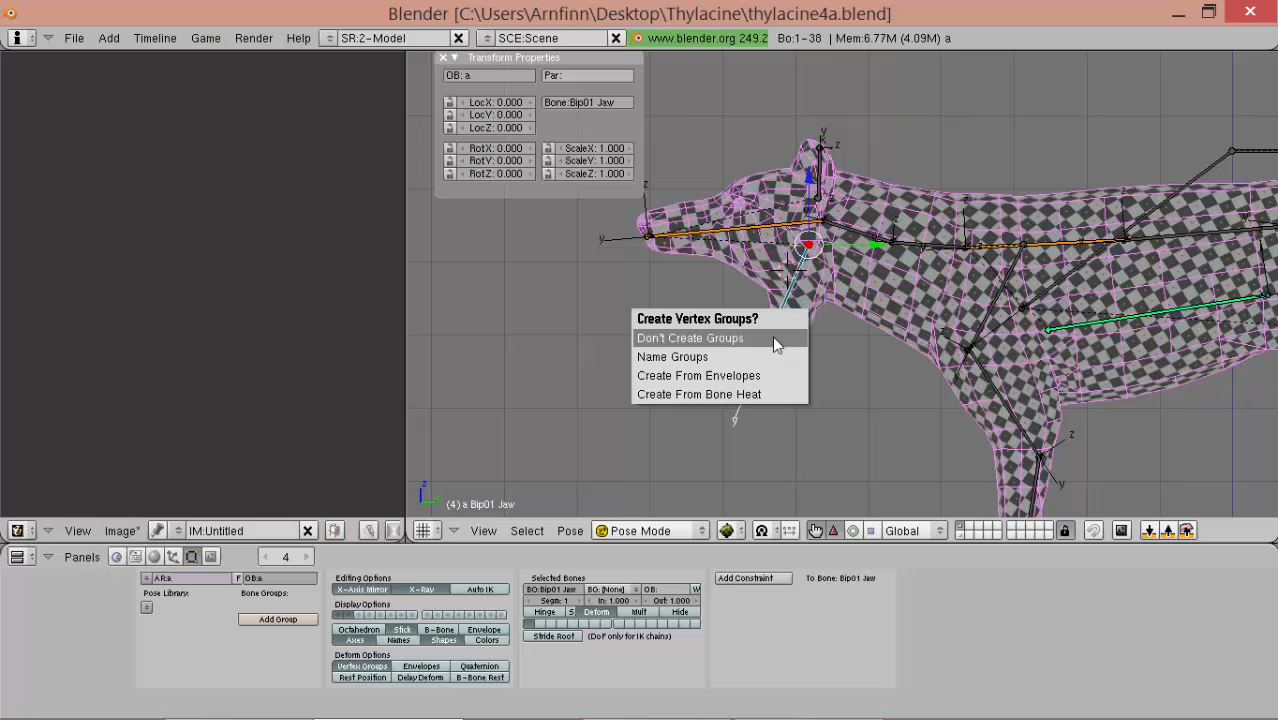 Blender [C:\Users\Arnfinn\Desktop\Thylacine\thylacine4a.blend]
File Add Timeline Game Render Help SR:2-Model SCE:Scene www.blender.org 249.2 Bo:1-38 | Mem:6.77M (4.09M) a
Transform Properties
OB: a Par:
LocX: 0.000 Bone:Bip01 Jaw
LocY: 0.000
LocZ: 0.000
RotX: 0.000 ScaleX: 1.000
RotY: 0.000 ScaleY: 1.000
RotZ: 0.000 ScaleZ: 1.000
y
z
z
z
z
z
z
y
Create Vertex Groups?
Don't Create Groups
Name Groups
Create From Envelopes
Create From Bone Heat
z
y
z
y
z
y
(4) a Bip01 Jaw
View Image* IM:Untitled View Select Pose Pose Mode Global
Panels 4
AR:a F OB:a
Pose Library: Bone Groups:
Add Group
Editing Options
X-Axis Mirror X-Ray Auto IK
Display Options
Octahedron Stick B-Bone Envelope
Axes Names Shapes Colors
Deform Options
Vertex Groups Envelopes Quaternion
Rest Position Delay Deform B-Bone Rest
Selected Bones
BO:Bip01 Jaw BG: [None] OB: W
Segm: 1 In: 1.000 Out: 1.000
Hinge S Deform Mult Hide
Stride Root (DoF only for IK chains)
Add Constraint To Bone: Bip01 Jaw